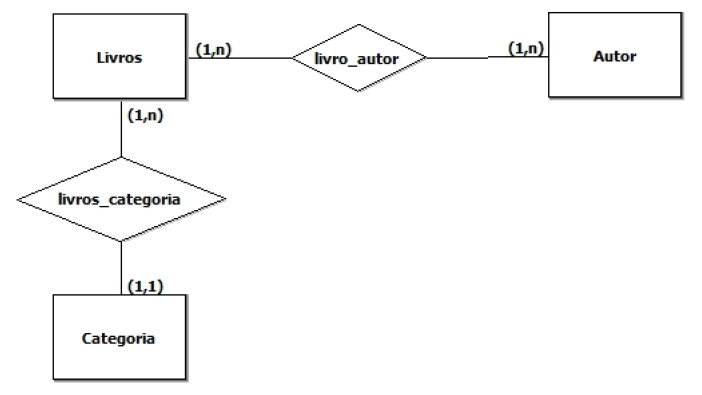 Livros
(1,n)
livro_autor
(1,n)
Autor
(1,n)
livros_categoria
(1,1)
Categoria